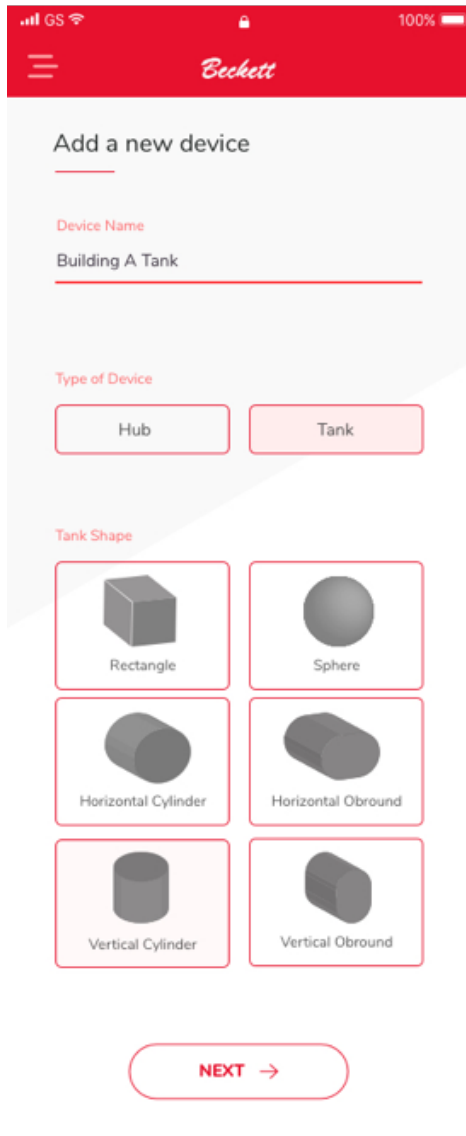 GS 100%
Beckett
Add a new device
Device Name
Building A Tank
Type of Device
Hub Tank
Tank Shape
Rectangle Sphere
Horizontal Cylinder Horizontal Obround
Vertical Cylinder Vertical Obround
NEXT →